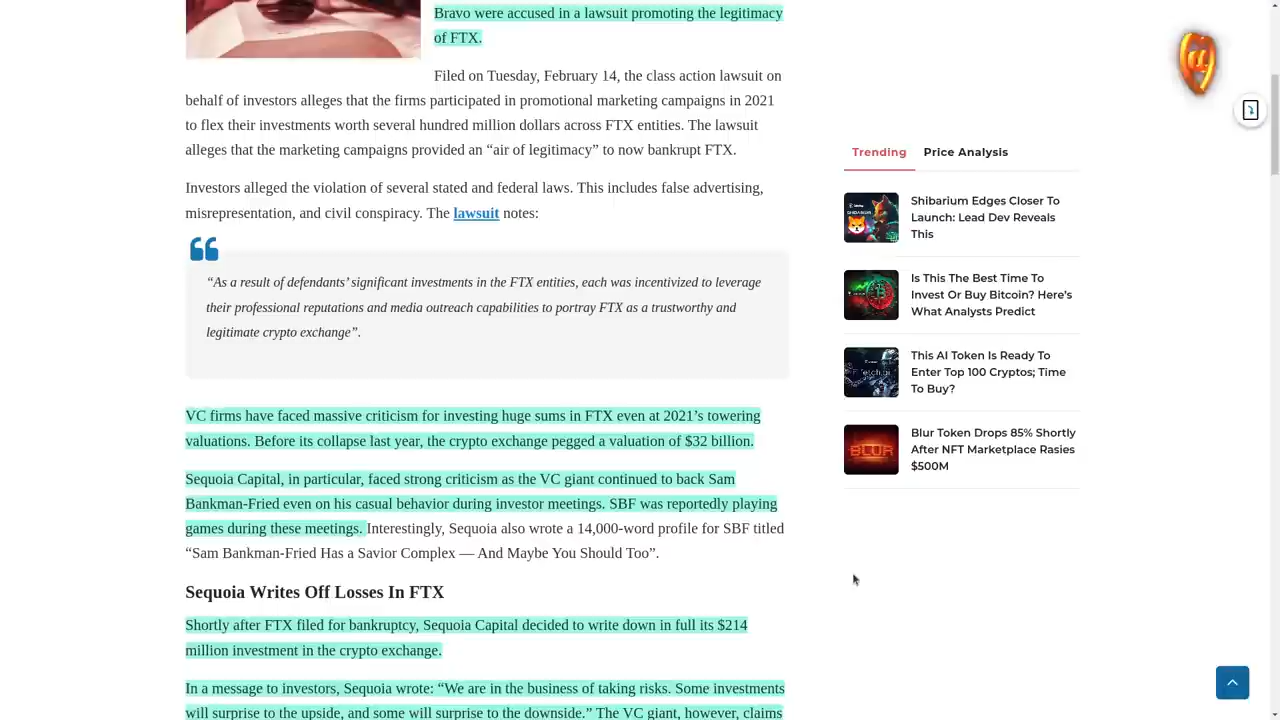 Bravo were accused in a lawsuit promoting the legitimacy
of FTX.
Filed on Tuesday, February 14, the class action lawsuit on
behalf of investors alleges that the firms participated in promotional marketing campaigns in 2021
to flex their investments worth several hundred million dollars across FTX entities. The lawsuit
alleges that the marketing campaigns provided an “air of legitimacy” to now bankrupt FTX.
Investors alleged the violation of several stated and federal laws. This includes false advertising,
misrepresentation, and civil conspiracy. The lawsuit notes:
“As a result of defendants’ significant investments in the FTX entities, each was incentivized to leverage
their professional reputations and media outreach capabilities to portray FTX as a trustworthy and
legitimate crypto exchange”.
VC firms have faced massive criticism for investing huge sums in FTX even at 2021’s towering
valuations. Before its collapse last year, the crypto exchange pegged a valuation of $32 billion.
Sequoia Capital, in particular, faced strong criticism as the VC giant continued to back Sam
Bankman-Fried even on his casual behavior during investor meetings. SBF was reportedly playing
games during these meetings. Interestingly, Sequoia also wrote a 14,000-word profile for SBF titled
“Sam Bankman-Fried Has a Savior Complex — And Maybe You Should Too”.
Sequoia Writes Off Losses In FTX
Shortly after FTX filed for bankruptcy, Sequoia Capital decided to write down in full its $214
million investment in the crypto exchange.
In a message to investors, Sequoia wrote: “We are in the business of taking risks. Some investments
will surprise to the upside, and some will surprise to the downside.” The VC giant, however, claims
Trending Price Analysis
Shibarium Edges Closer To
Launch: Lead Dev Reveals
This
Is This The Best Time To
Invest Or Buy Bitcoin? Here’s
What Analysts Predict
This AI Token Is Ready To
Enter Top 100 Cryptos; Time
To Buy?
Blur Token Drops 85% Shortly
After NFT Marketplace Rasies
$500M
BLUR